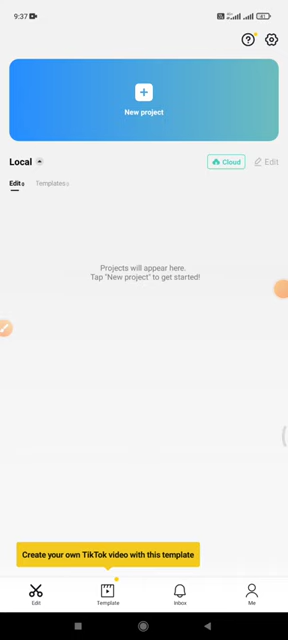 9:37
New project
Local
Cloud
Edit
Edit
Templates
Projects will appear here.
Tap "New project" to get started!
Create your own TikTok video with this template
Edit
Template
Inbox
Me